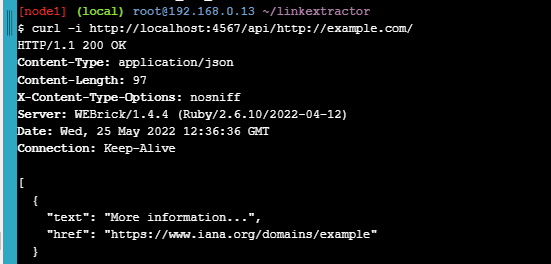 [node1] (local) root@192.168.0.13 ~/linkextractor
$ curl -i http://localhost:4567/api/http://example.com/
HTTP/1.1 200 OK
Content-Type: application/json
Content-Length: 97
X-Content-Type-Options: nosniff
Server: WEBrick/1.4.4 (Ruby/2.6.10/2022-04-12)
Date: Wed, 25 May 2022 12:36:36 GMT
Connection: Keep-Alive
[
{
"text": "More information...",
"href": "https://www.iana.org/domains/example"
}